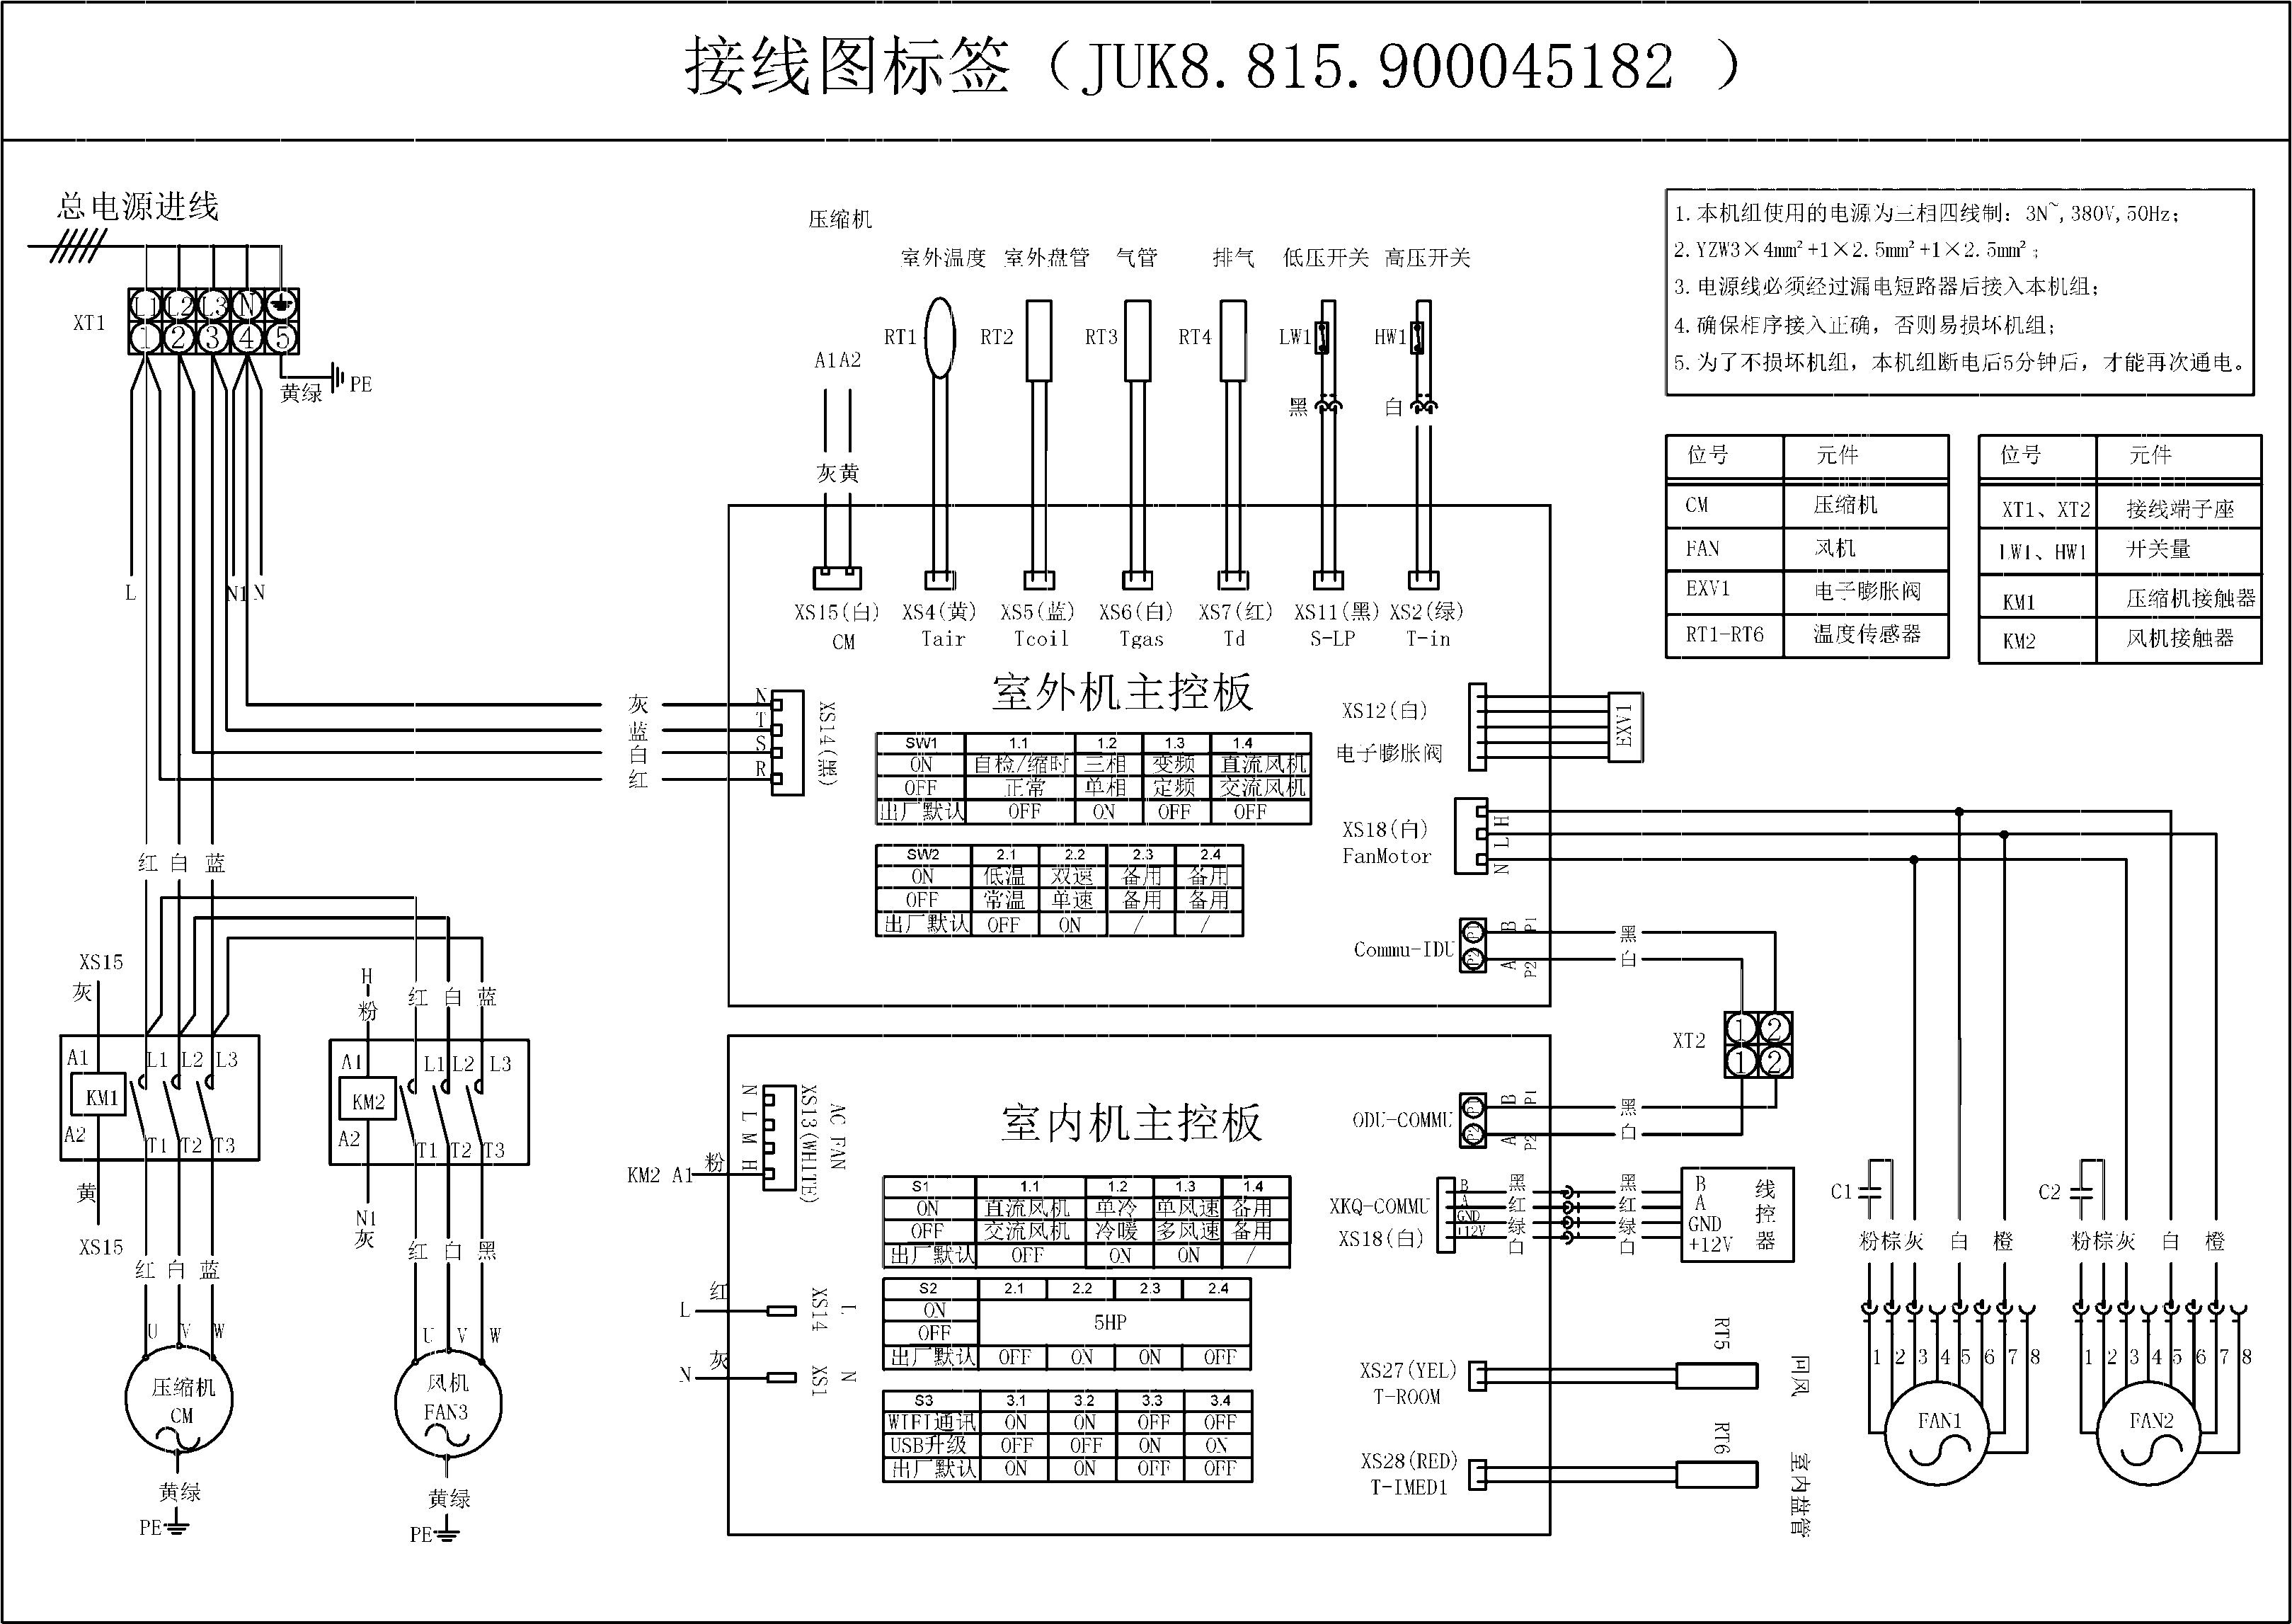 接线图标签（JUK8.815.900045182 ）
总电源进线
L1 L2 L3 N
XT1
1 2 3 4 5
黄绿 PE
L N1 N
压缩机
室外温度 室外盘管 气管 排气 低压开关 高压开关
A1 A2 RT1 RT2 RT3 RT4 LW1 HW1
黑 白
灰 黄
XS15(白) XS4(黄) XS5(蓝) XS6(白) XS7(红) XS11(黑) XS2(绿)
CM Tair Tcoil Tgas Td S-LP T-in
1.本机组使用的电源为三相四线制：3N~,380V,50Hz；
2.YZW3×4mm²+1×2.5mm²+1×2.5mm²；
3.电源线必须经过漏电短路器后接入本机组；
4.确保相序接入正确，否则易损坏机组；
5.为了不损坏机组，本机组断电后5分钟后，才能再次通电。
位号 元件
CM 压缩机
FAN 风机
EXV1 电子膨胀阀
RT1-RT6 温度传感器
位号 元件
XT1、XT2 接线端子座
LW1、HW1 开关量
KM1 压缩机接触器
KM2 风机接触器
室外机主控板
灰 N
蓝 T
白 S
红 R
XS14(黑)
SW1 1.1 1.2 1.3 1.4
ON 自检/缩时 三相 变频 直流风机
OFF 正常 单相 定频 交流风机
出厂默认 OFF ON OFF OFF
SW2 2.1 2.2 2.3 2.4
ON 低温 双速 备用 备用
OFF 常温 单速 备用 备用
出厂默认 OFF ON / /
XS12(白)
电子膨胀阀
EXV1
XS18(白)
FanMotor
H
L
N
Commu-IDU
P1 B P1 黑
P2 A P2 白
XT2
1 2
1 2
红 白 蓝
XS15
灰
A1 L1 L2 L3
KM1
A2 T1 T2 T3
黄
XS15
红 白 蓝
U V W
压缩机
CM
黄绿
PE
H
粉
红 白 蓝
A1 L1 L2 L3
KM2
A2 T1 T2 T3
N1
灰
红 白 黑
U V W
风机
FAN3
黄绿
PE
室内机主控板
N L M H
XS13(WHITE)
AC FAN
KM2 A1 粉
L 红 XS14 L
N 灰 XS1 N
S1 1.1 1.2 1.3 1.4
ON 直流风机 单冷 单风速 备用
OFF 交流风机 冷暖 多风速 备用
出厂默认 OFF ON ON /
S2 2.1 2.2 2.3 2.4
ON
OFF
5HP
出厂默认 OFF ON ON OFF
S3 3.1 3.2 3.3 3.4
WIFI通讯 ON ON OFF OFF
USB升级 OFF OFF ON ON
出厂默认 ON ON OFF OFF
ODU-COMMU
P1 B P1 黑
P2 A P2 白
XKQ-COMMU
XS18(白)
B 黑 黑 B
A 红 红 A
GND 绿 绿 GND
+12V 白 白 +12V
线控器
XS27(YEL)
T-ROOM
RT5
回风
XS28(RED)
T-IMED1
RT6
室内盘管
C1 C2
粉 棕 灰 白 橙 粉 棕 灰 白 橙
1 2 3 4 5 6 7 8 1 2 3 4 5 6 7 8
FAN1 FAN2